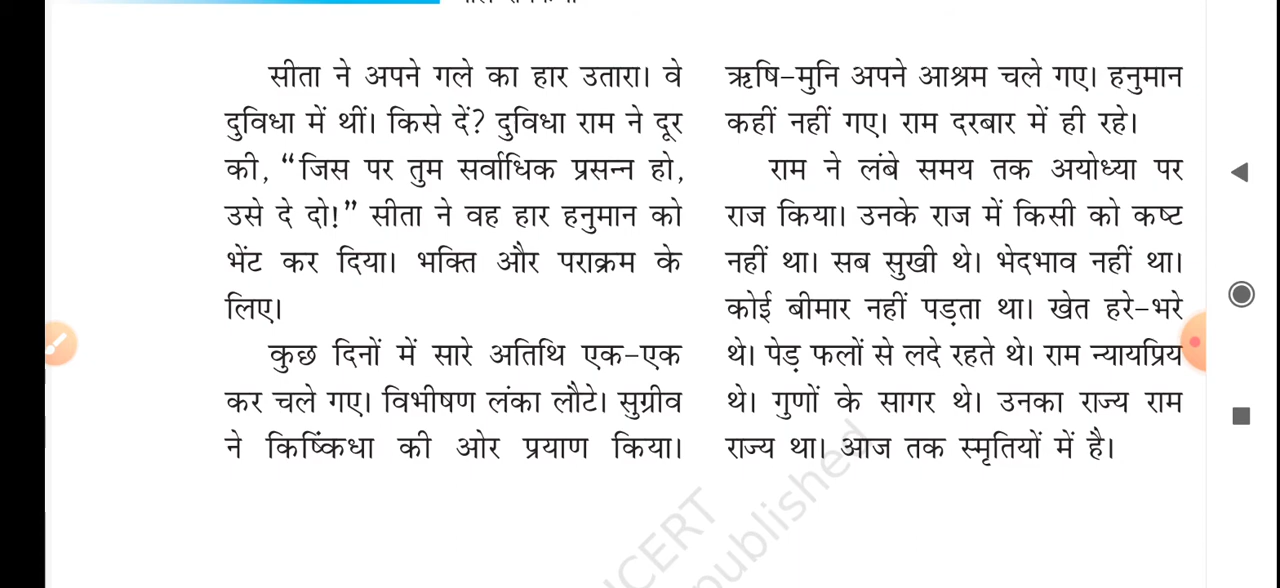 सीता ने अपने गले का हार उतारा। वे
दुविधा में थीं। किसे दें? दुविधा राम ने दूर
की, “जिस पर तुम सर्वाधिक प्रसन्न हो,
उसे दे दो!” सीता ने वह हार हनुमान को
भेंट कर दिया। भक्ति और पराक्रम के
लिए।
कुछ दिनों में सारे अतिथि एक-एक
कर चले गए। विभीषण लंका लौटे। सुग्रीव
ने किष्किंधा की ओर प्रयाण किया।
ऋषि-मुनि अपने आश्रम चले गए। हनुमान
कहीं नहीं गए। राम दरबार में ही रहे।
राम ने लंबे समय तक अयोध्या पर
राज किया। उनके राज में किसी को कष्ट
नहीं था। सब सुखी थे। भेदभाव नहीं था।
कोई बीमार नहीं पड़ता था। खेत हरे-भरे
थे। पेड़ फलों से लदे रहते थे। राम न्यायप्रिय
थे। गुणों के सागर थे। उनका राज्य राम
राज्य था। आज तक स्मृतियों में है।
NCERT
published